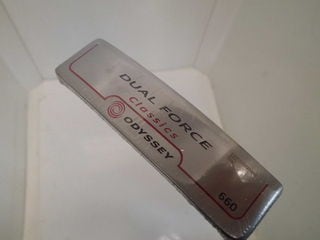 DUAL FORCE
Classics
ODYSSEY
660